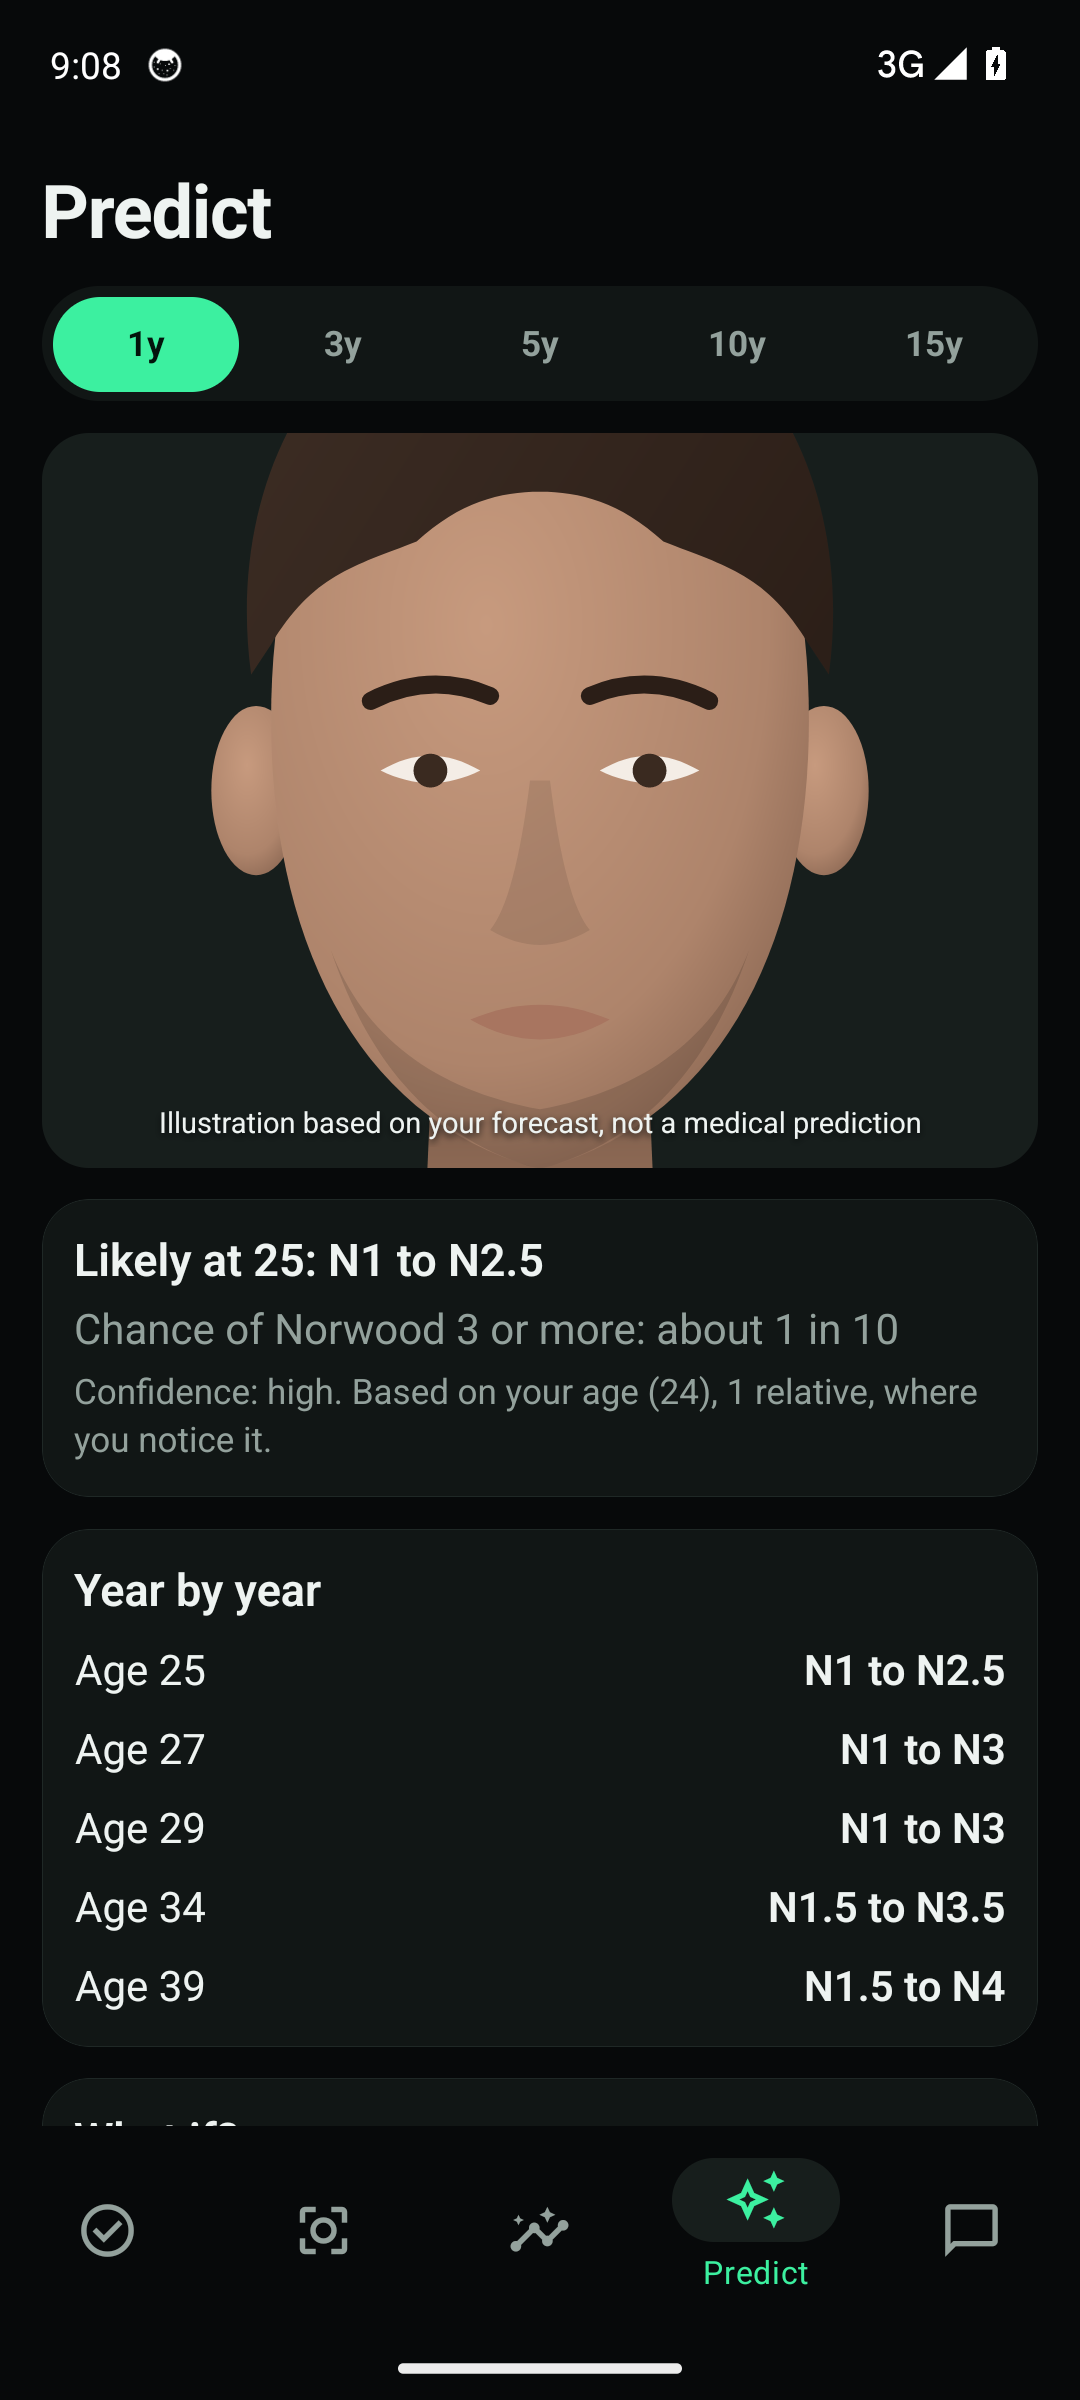 9:08
3G
Predict
1y 3y 5y 10y 15y
Illustration based on your forecast, not a medical prediction
Likely at 25: N1 to N2.5
Chance of Norwood 3 or more: about 1 in 10
Confidence: high. Based on your age (24), 1 relative, where
you notice it.
Year by year
Age 25 N1 to N2.5
Age 27 N1 to N3
Age 29 N1 to N3
Age 34 N1.5 to N3.5
Age 39 N1.5 to N4
Predict